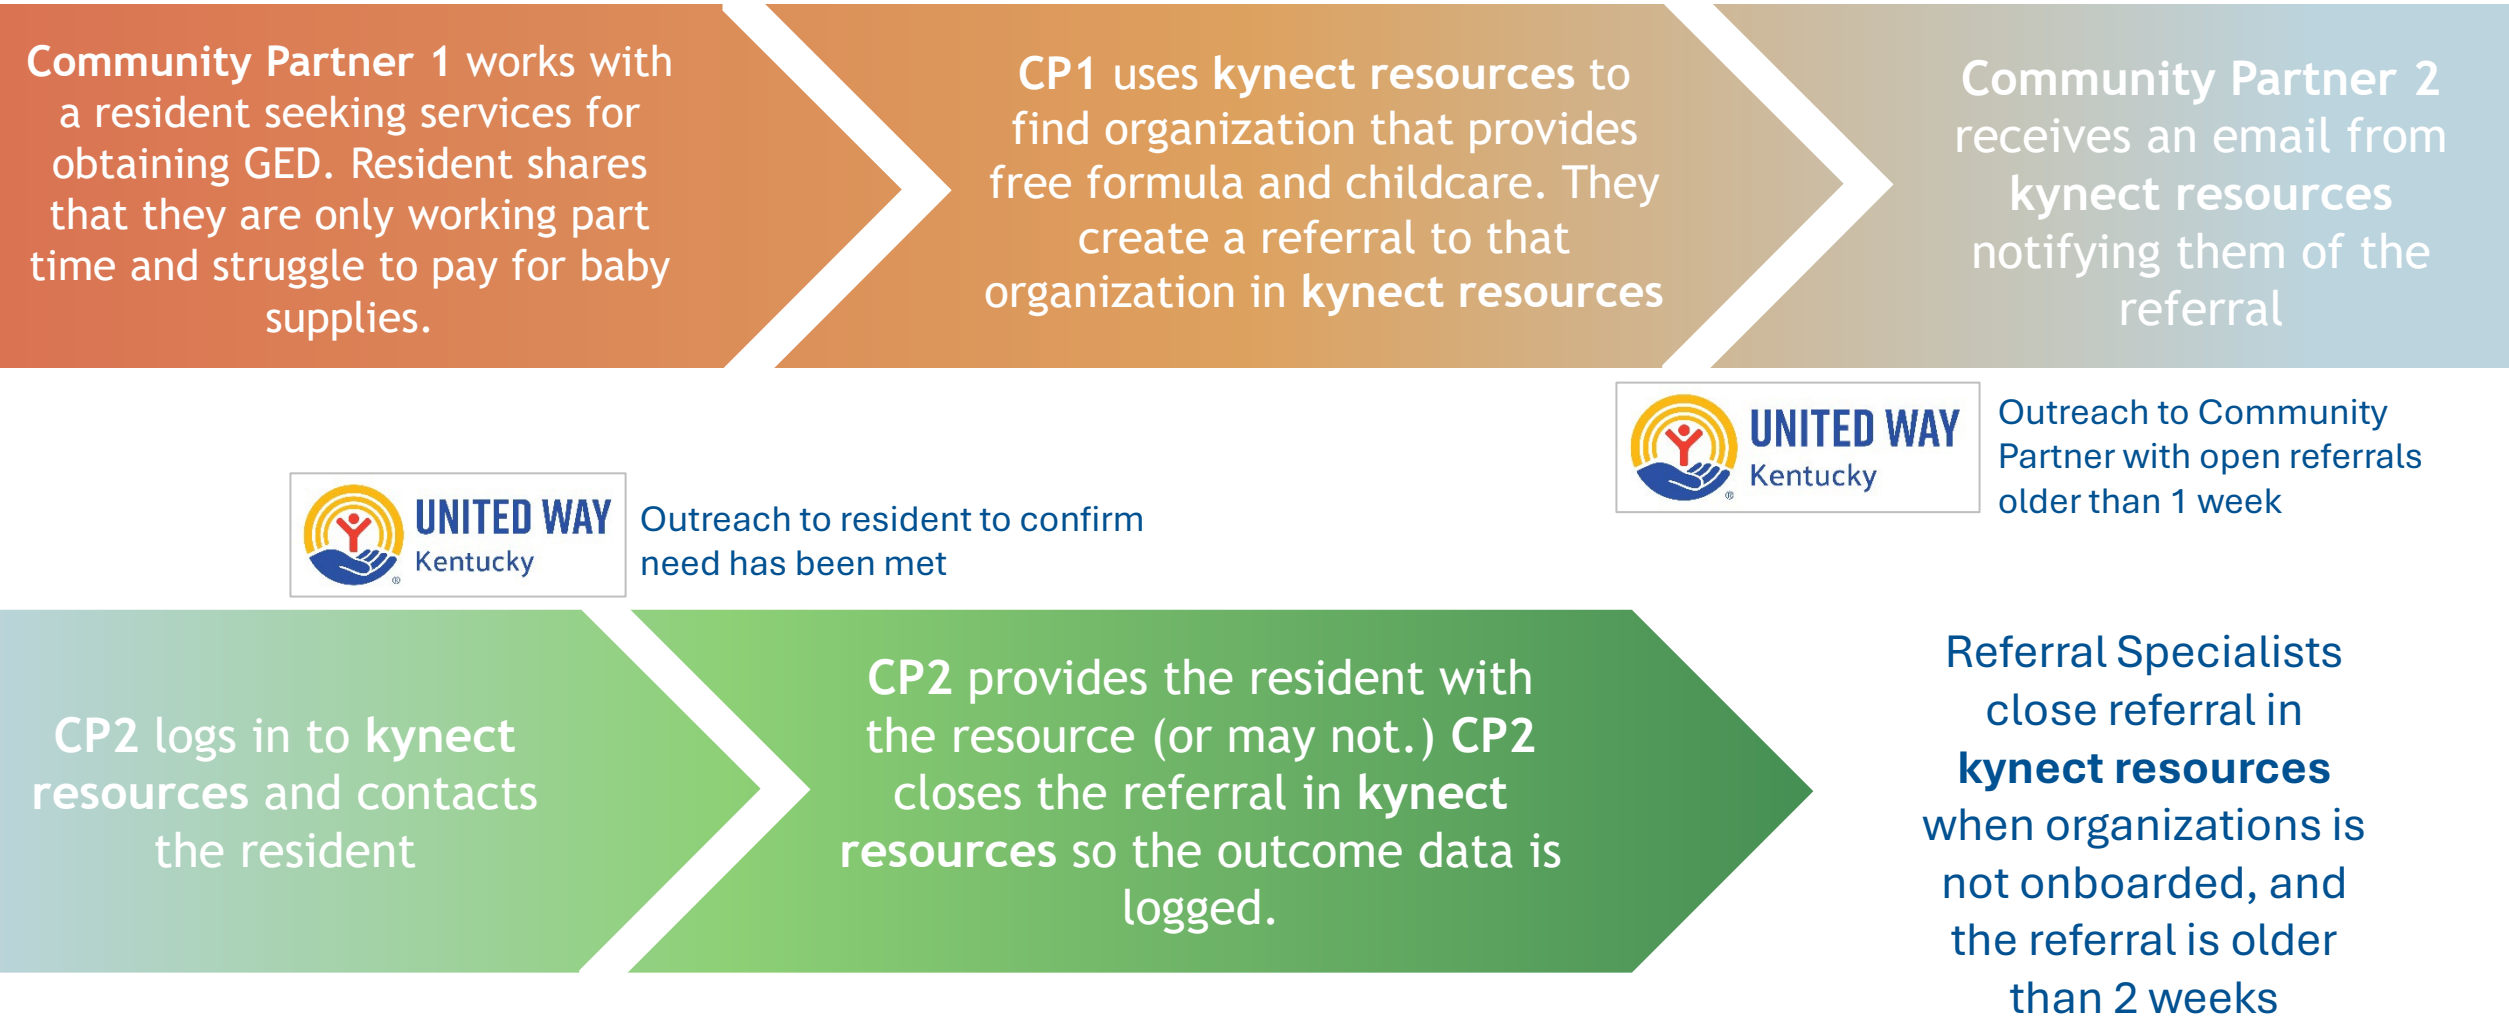 Community Partner 1 works with
a resident seeking services for
obtaining GED. Resident shares
that they are only working part
time and struggle to pay for baby
supplies.
CP1 uses kynect resources to
find organization that provides
free formula and childcare. They
create a referral to that
organization in kynect resources
Community Partner 2
receives an email from
kynect resources
notifying them of the
referral
UNITED WAY
Kentucky
®
Outreach to Community
Partner with open referrals
older than 1 week
UNITED WAY
Kentucky
®
Outreach to resident to confirm
need has been met
CP2 logs in to kynect
resources and contacts
the resident
CP2 provides the resident with
the resource (or may not.) CP2
closes the referral in kynect
resources so the outcome data is
logged.
Referral Specialists
close referral in
kynect resources
when organizations is
not onboarded, and
the referral is older
than 2 weeks